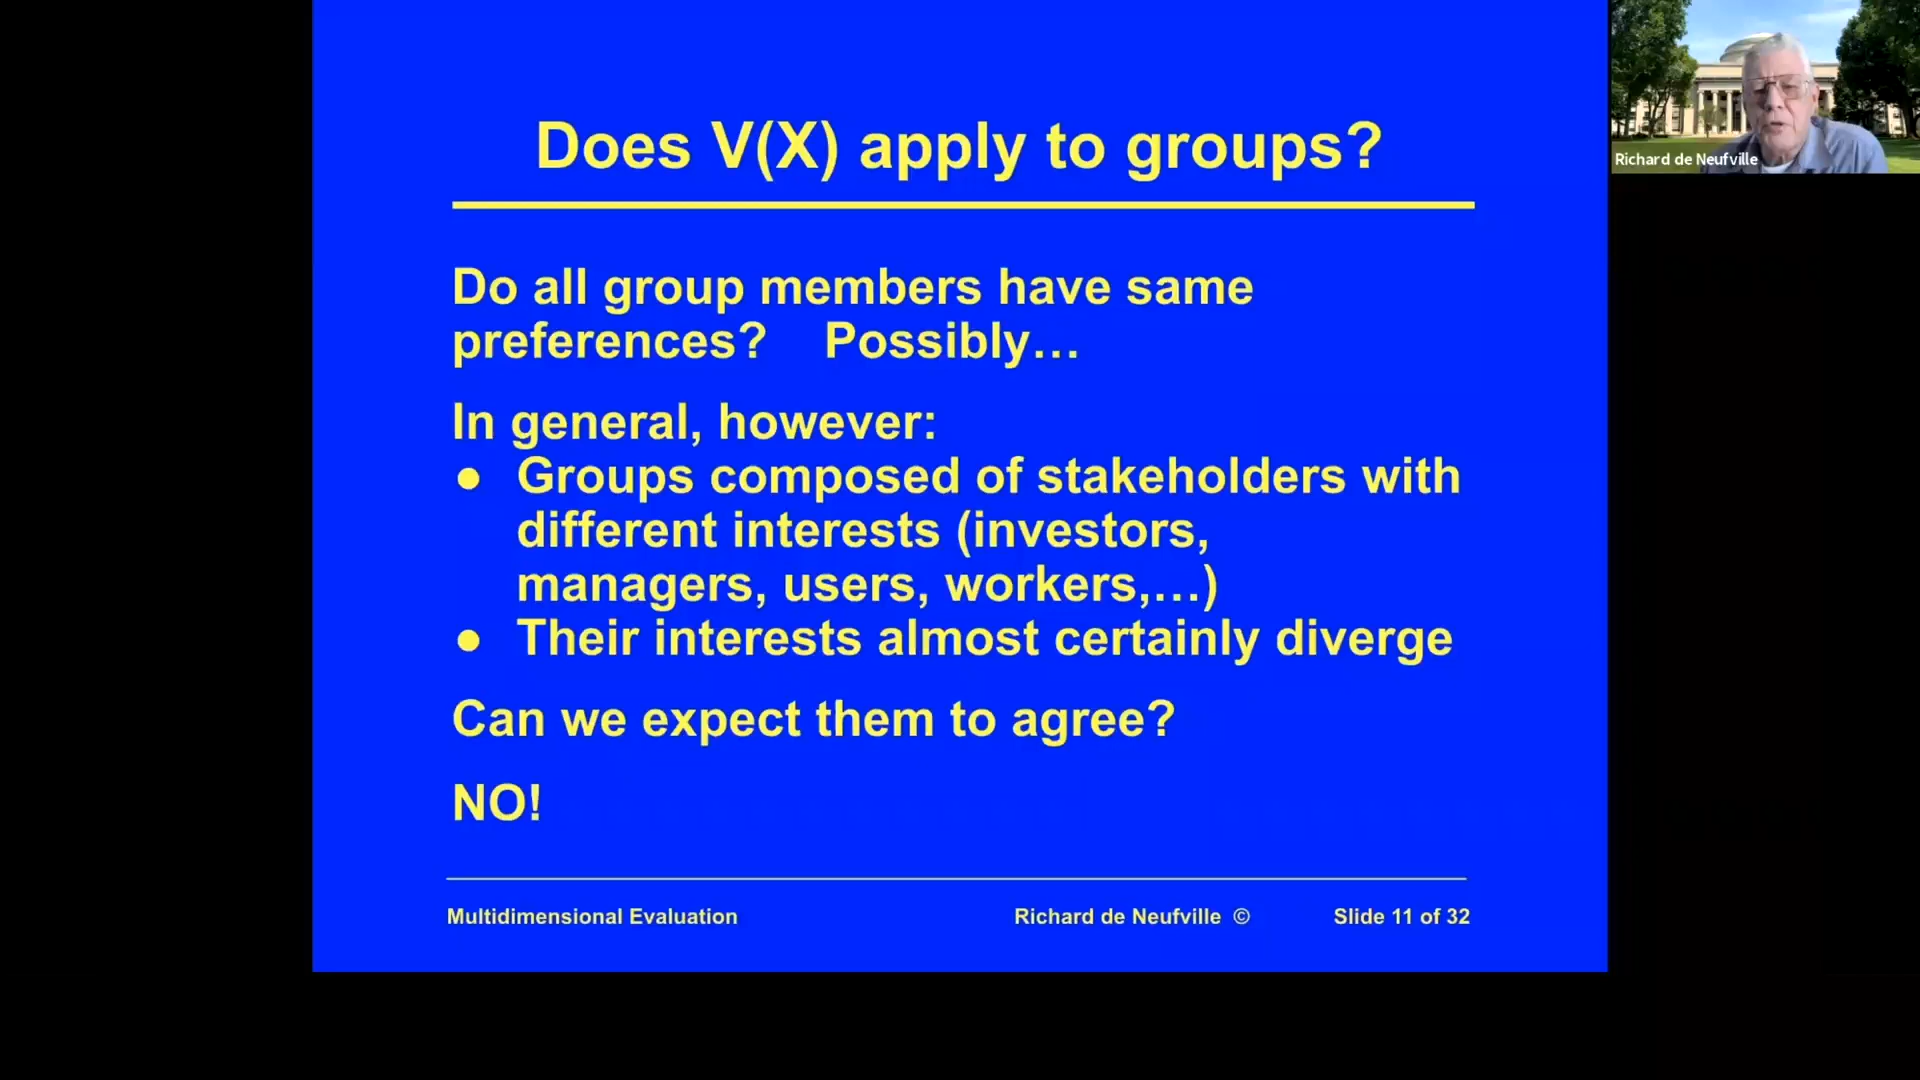 Does V(X) apply to groups?
Richard de Neufville
Do all group members have same
preferences? Possibly…
In general, however:
● Groups composed of stakeholders with
different interests (investors,
managers, users, workers,…)
● Their interests almost certainly diverge
Can we expect them to agree?
NO!
Multidimensional Evaluation Richard de Neufville © Slide 11 of 32